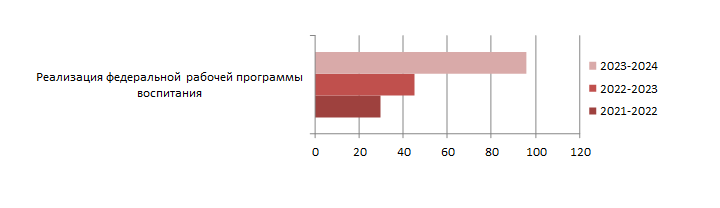 Реализация федеральной рабочей программы
воспитания
2023-2024
2022-2023
2021-2022
0 20 40 60 80 100 120